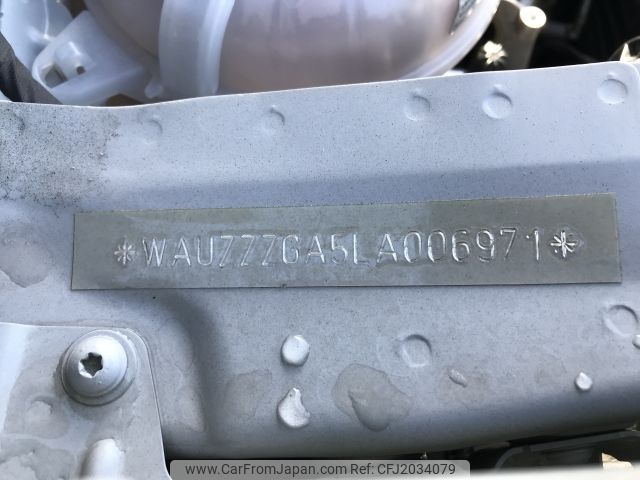 *WAUZZZGA5LA006971*
www.CarFromJapan.com Ref:CFJ2034079